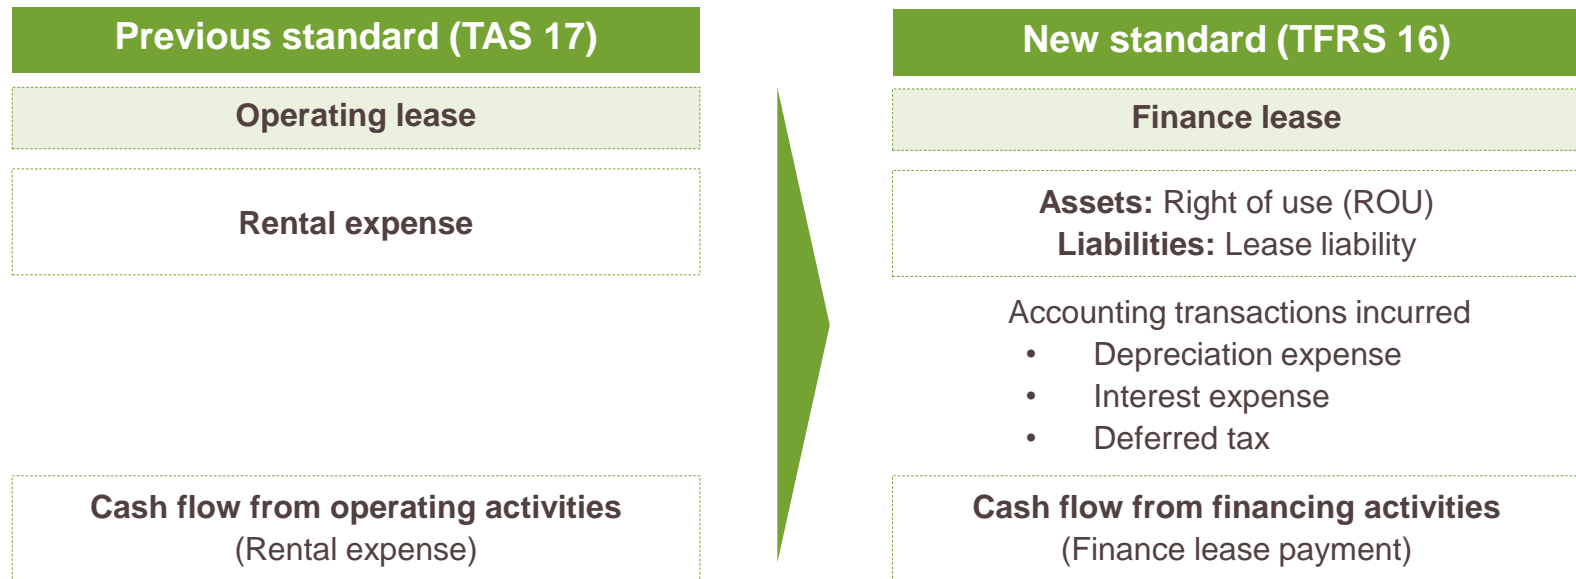 Previous standard (TAS 17)
Operating lease
Rental expense
Cash flow from operating activities
(Rental expense)
New standard (TFRS 16)
Finance lease
Assets: Right of use (ROU)
Liabilities: Lease liability
Accounting transactions incurred
• Depreciation expense
• Interest expense
• Deferred tax
Cash flow from financing activities
(Finance lease payment)